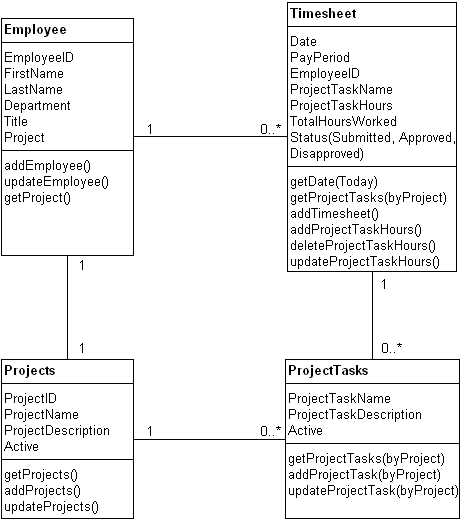 Employee
EmployeeID
FirstName
LastName
Department
Title
Project
addEmployee()
updateEmployee()
getProject()
Timesheet
Date
PayPeriod
EmployeeID
ProjectTaskName
ProjectTaskHours
TotalHoursWorked
Status(Submitted, Approved,
Disapproved)
getDate(Today)
getProjectTasks(byProject)
addTimesheet()
addProjectTaskHours()
deleteProjectTaskHours()
updateProjectTaskHours()
1
0..*
1
1
1
0..*
Projects
ProjectID
ProjectName
ProjectDescription
Active
getProjects()
addProjects()
updateProjects()
1
0..*
ProjectTasks
ProjectTaskName
ProjectTaskDescription
Active
getProjectTasks(byProject)
addProjectTask(byProject)
updateProjectTask(byProject)